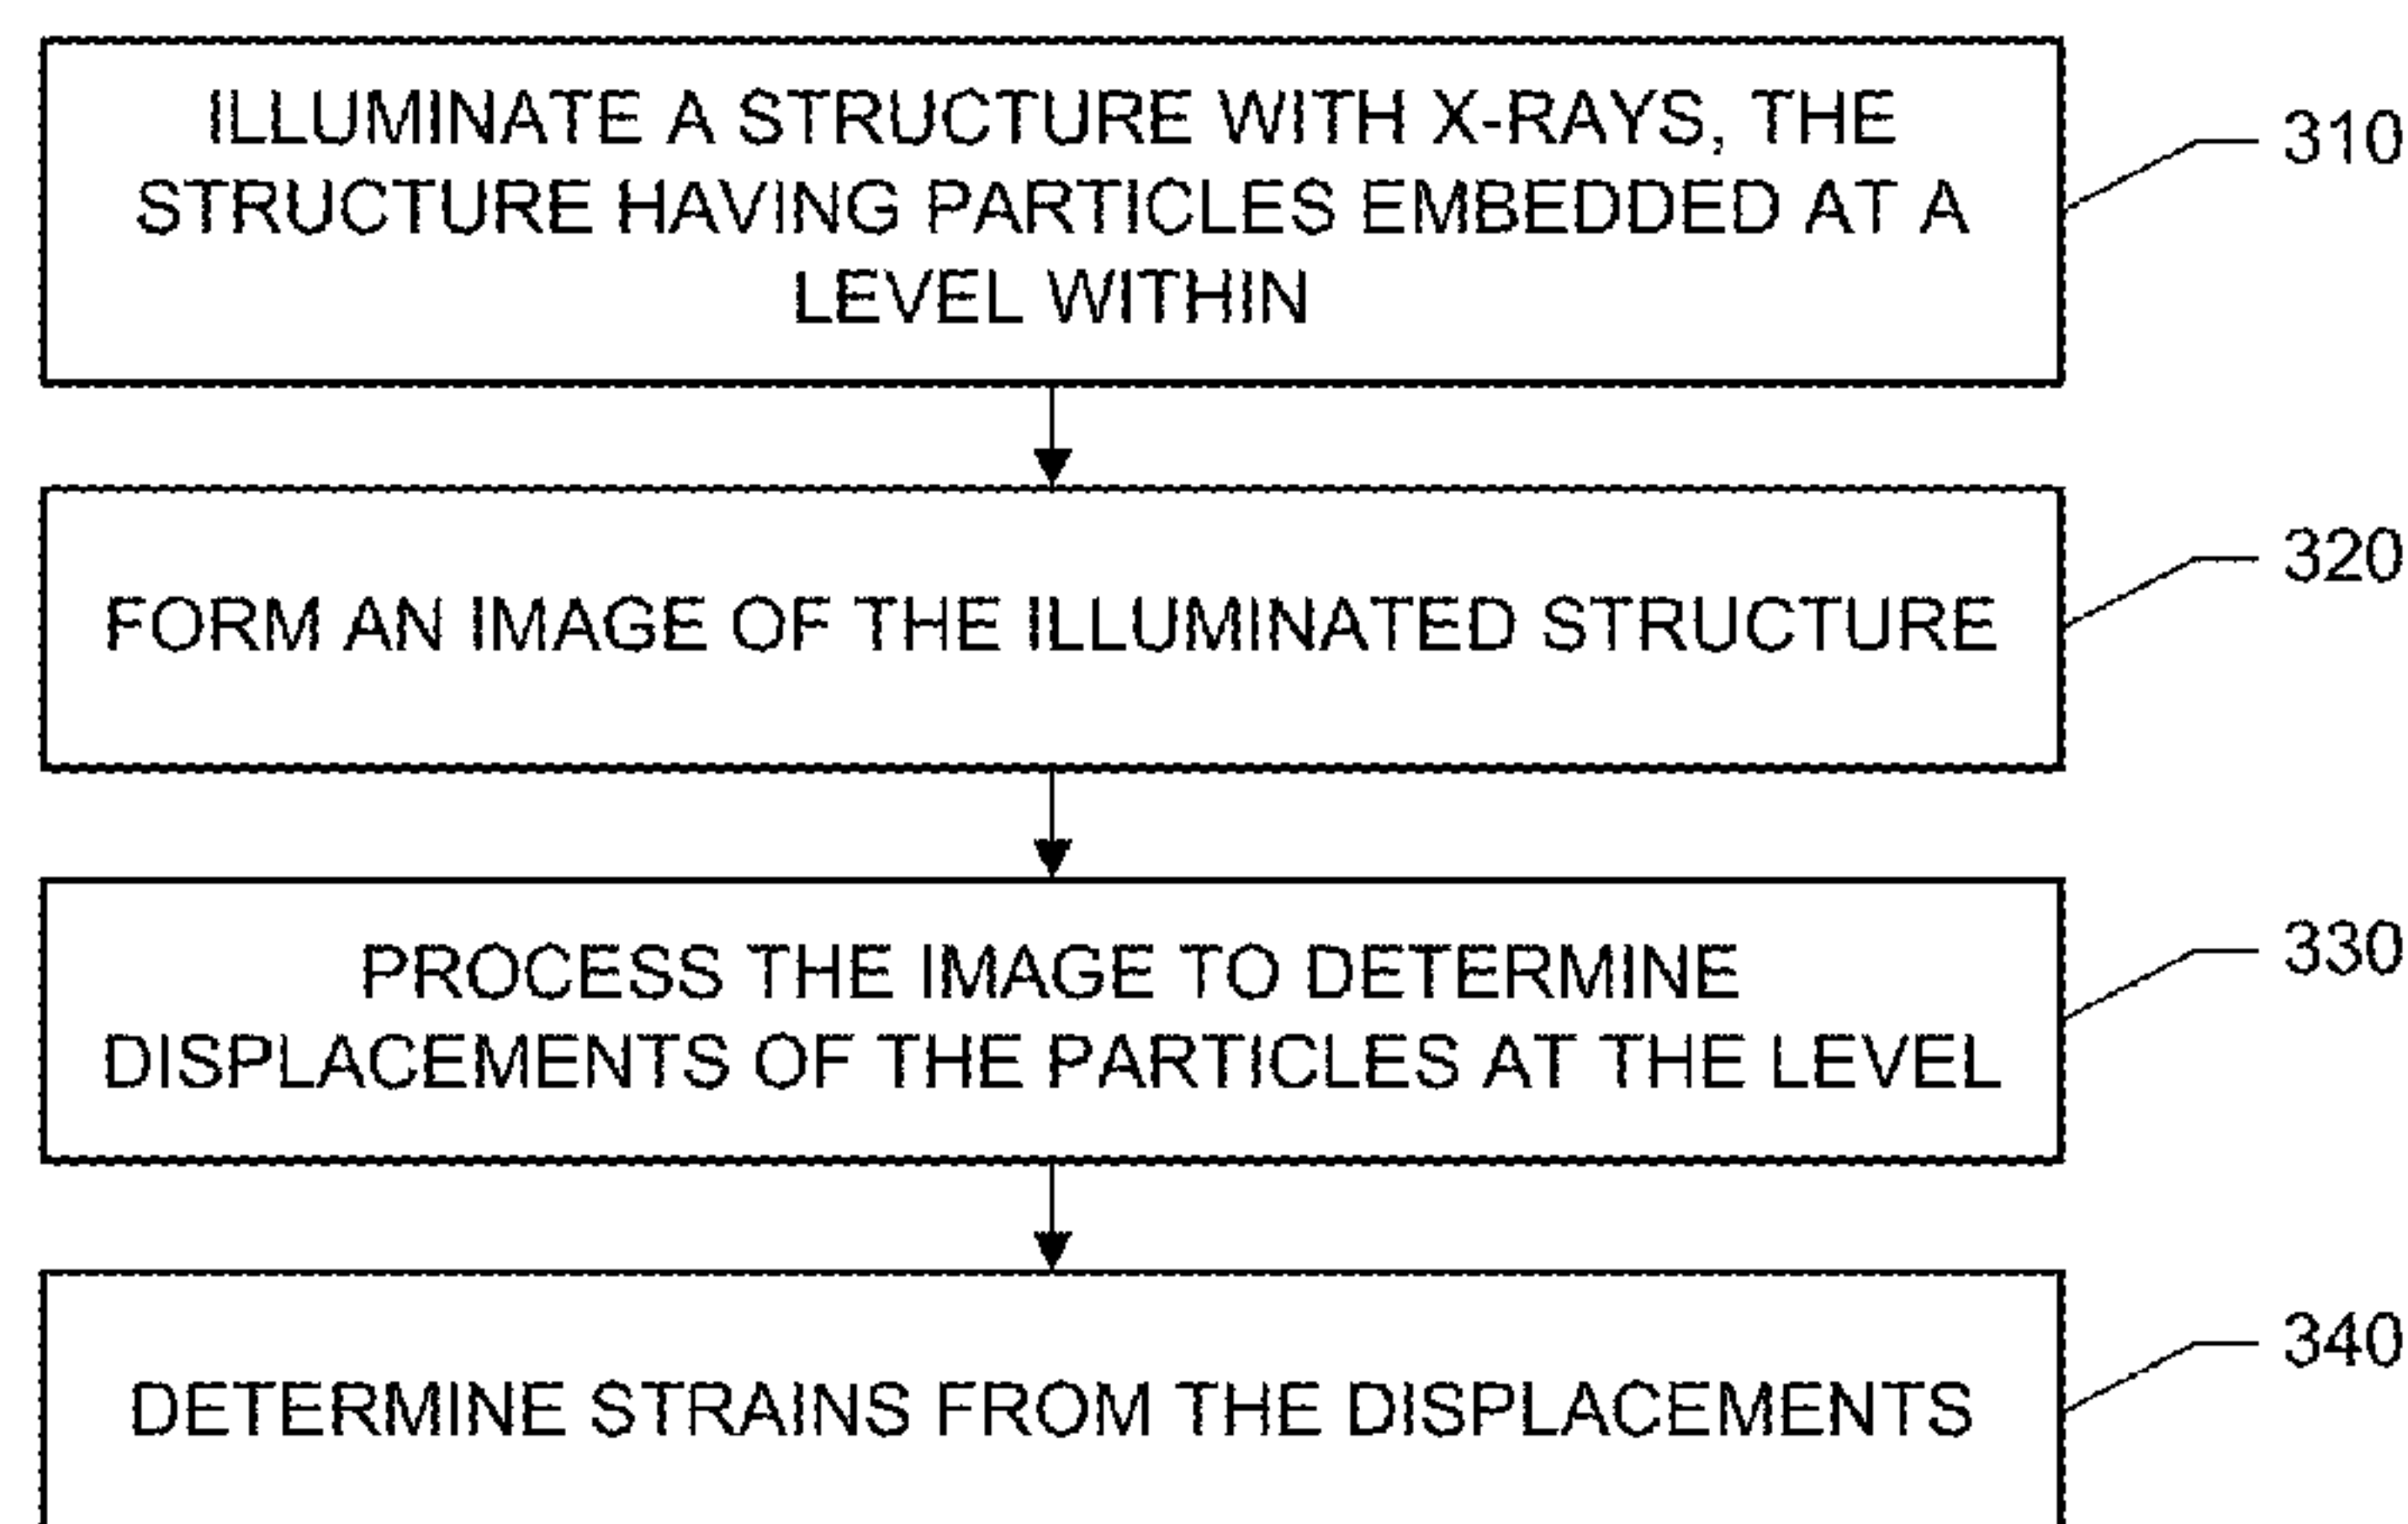 ILLUMINATE A STRUCTURE WITH X-RAYS, THE
STRUCTURE HAVING PARTICLES EMBEDDED AT A
LEVEL WITHIN
310
FORM AN IMAGE OF THE ILLUMINATED STRUCTURE
320
PROCESS THE IMAGE TO DETERMINE
DISPLACEMENTS OF THE PARTICLES AT THE LEVEL
330
DETERMINE STRAINS FROM THE DISPLACEMENTS
340